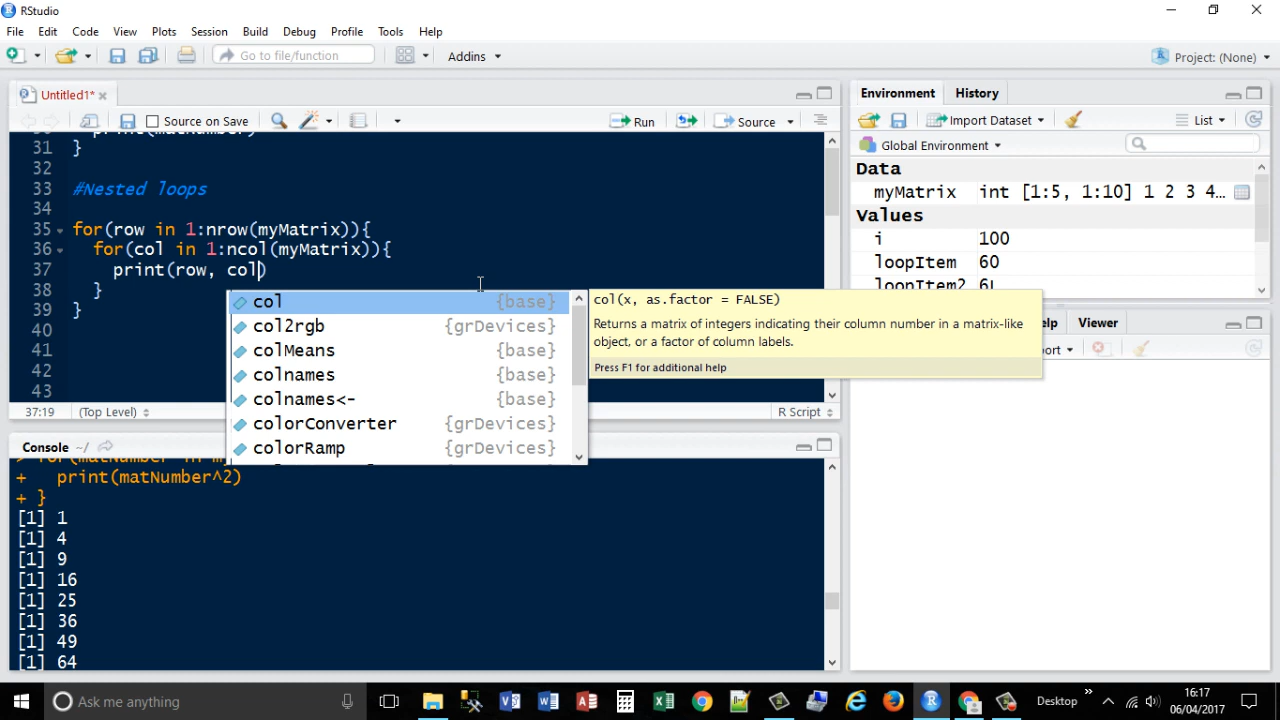 RStudio
File Edit Code View Plots Session Build Debug Profile Tools Help
Go to file/function Addins Project: (None)
Untitled1* Environment History
Source on Save Run Source Import Dataset List
Global Environment
31 }
32
33 #Nested loops
34
35 for(row in 1:nrow(myMatrix)){
36 for(col in 1:ncol(myMatrix)){
37 print(row, col)
38 }
39 }
40
41
42
43
37:19 (Top Level) R Script
Data
myMatrix int [1:5, 1:10] 1 2 3 4...
Values
i 100
loopItem 60
loopItem2 6L
Viewer
col {base}
col2rgb {grDevices}
colMeans {base}
colnames {base}
colnames<- {base}
colorConverter {grDevices}
colorRamp {grDevices}
col(x, as.factor = FALSE)
Returns a matrix of integers indicating their column number in a matrix-like
object, or a factor of column labels.
Press F1 for additional help
Console ~/
+ print(matNumber^2)
+ }
[1] 1
[1] 4
[1] 9
[1] 16
[1] 25
[1] 36
[1] 49
[1] 64
Ask me anything Desktop 16:17
06/04/2017